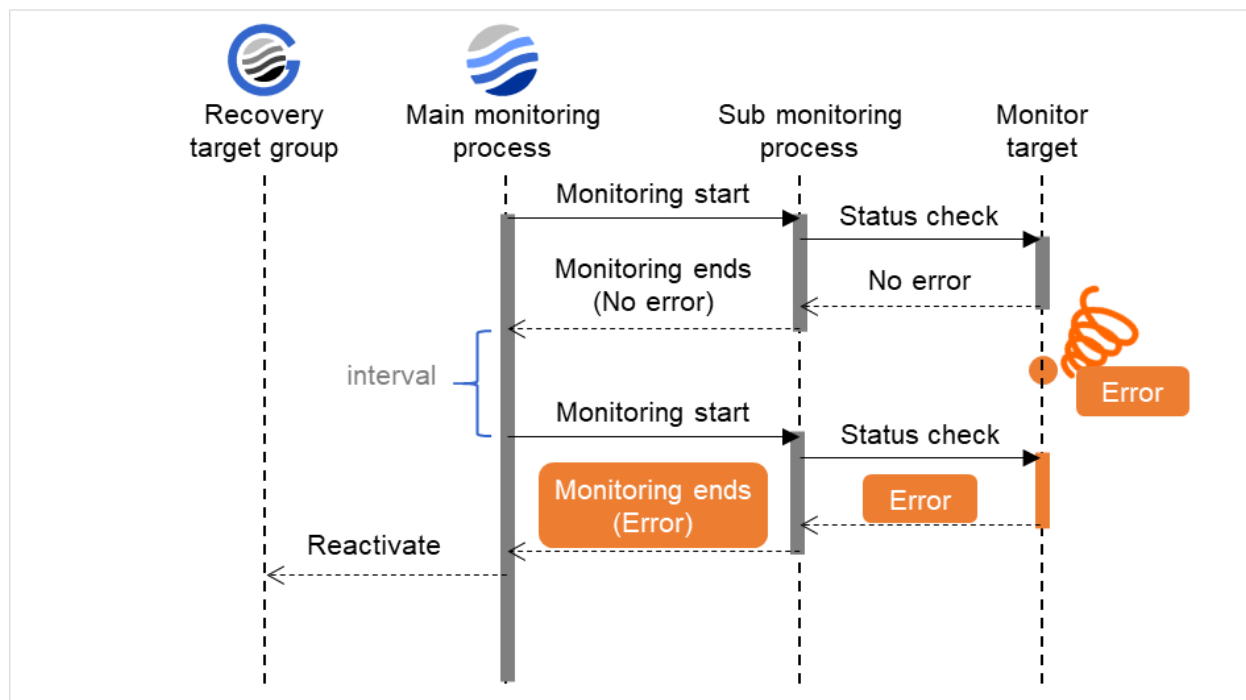 Recovery
target group
Main monitoring
process
Sub monitoring
process
Monitor
target
Monitoring start
Status check
Monitoring ends
(No error)
No error
interval
Error
Monitoring start
Status check
Monitoring ends
(Error)
Error
Reactivate